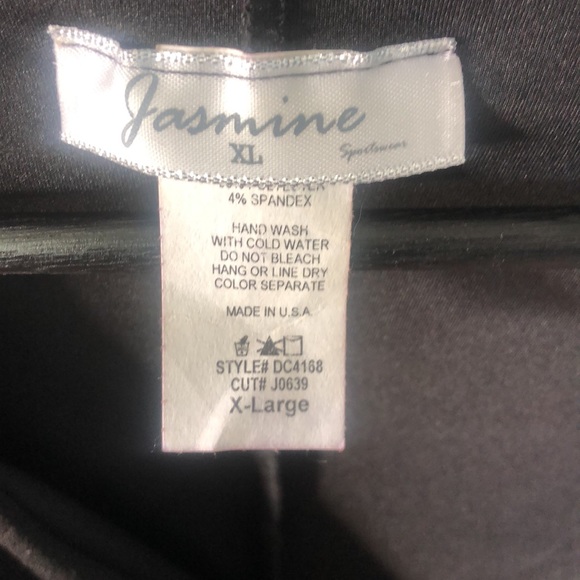 Jasmine
XL
Sportswear
4% SPANDEX
HAND WASH
WITH COLD WATER
DO NOT BLEACH
HANG OR LINE DRY
COLOR SEPARATE
MADE IN U.S.A.
STYLE# DC4168
CUT# J0639
X-Large